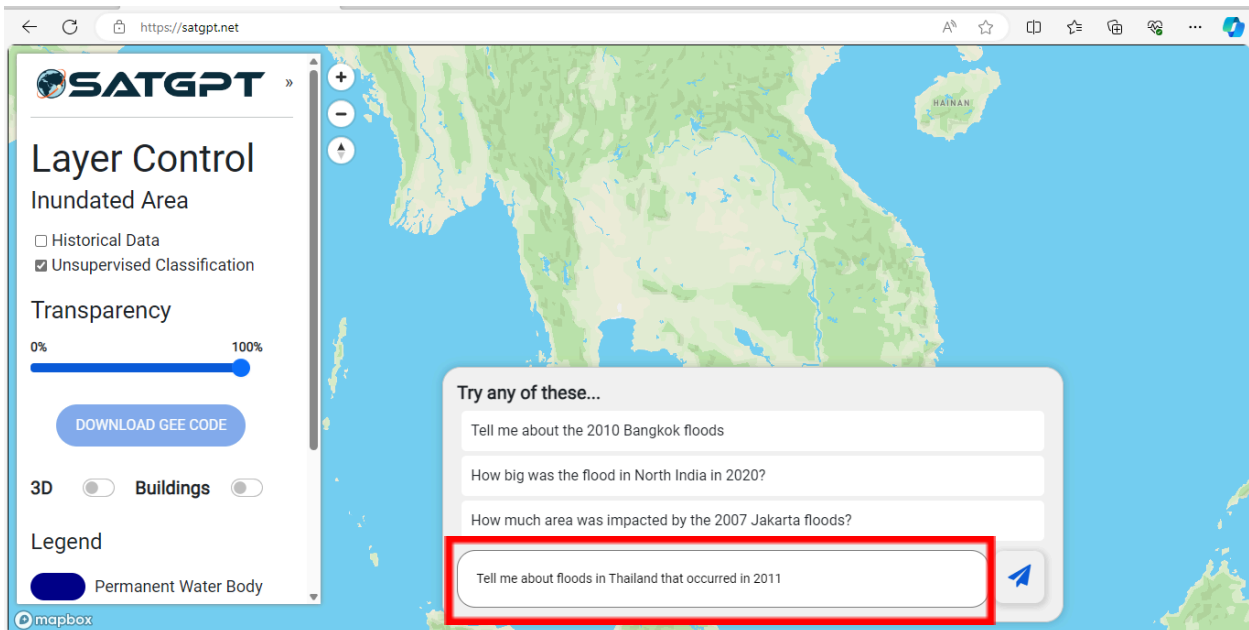 https://satgpt.net
SATGPT »
Layer Control
Inundated Area
Historical Data
Unsupervised Classification
Transparency
0% 100%
DOWNLOAD GEE CODE
3D Buildings
Legend
Permanent Water Body
mapbox
HAINAN
Try any of these...
Tell me about the 2010 Bangkok floods
How big was the flood in North India in 2020?
How much area was impacted by the 2007 Jakarta floods?
Tell me about floods in Thailand that occurred in 2011